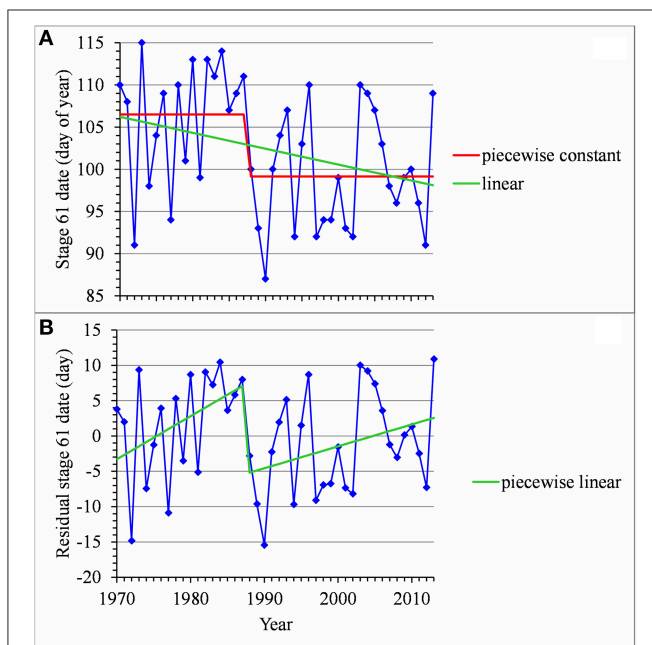 A
115
110
105
100
95
90
85
Stage 61 date (day of year)
piecewise constant
linear
B
15
10
5
0
-5
-10
-15
-20
Residual stage 61 date (day)
piecewise linear
1970 1980 1990 2000 2010
Year